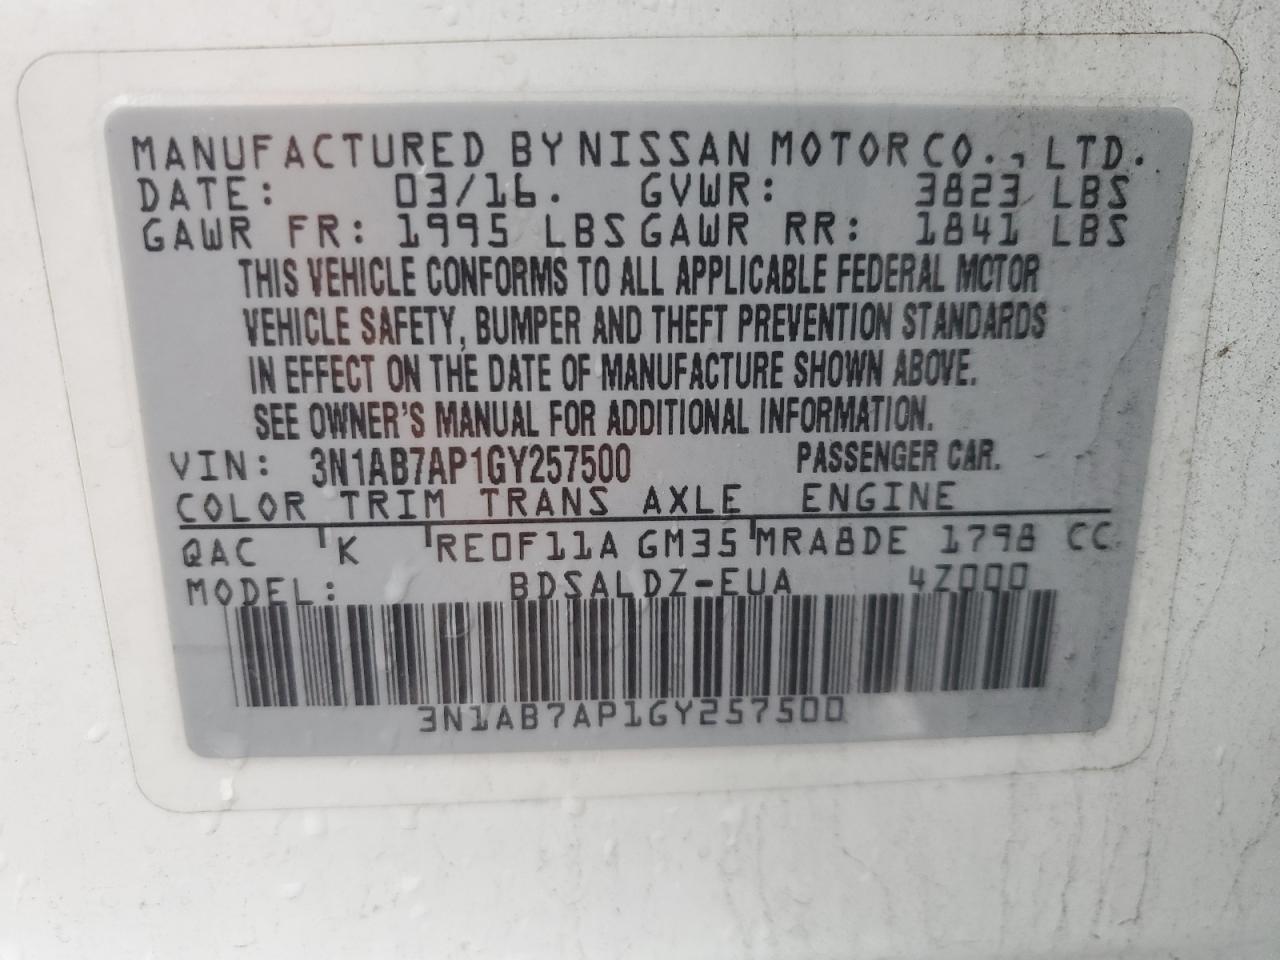 MANUFACTURED BY NISSAN MOTOR CO., LTD.
DATE: 03/16. GVWR: 3823 LBS
GAWR FR: 1995 LBS GAWR RR: 1841 LBS
THIS VEHICLE CONFORMS TO ALL APPLICABLE FEDERAL MOTOR
VEHICLE SAFETY, BUMPER AND THEFT PREVENTION STANDARDS
IN EFFECT ON THE DATE OF MANUFACTURE SHOWN ABOVE.
SEE OWNER'S MANUAL FOR ADDITIONAL INFORMATION.
VIN: 3N1AB7AP1GY257500 PASSENGER CAR.
COLOR TRIM TRANS AXLE ENGINE
QAC K RE0F11A GM35 MRA8DE 1798 CC.
MODEL: BDSALDZ-EUA 4Z000
3N1AB7AP1GY257500